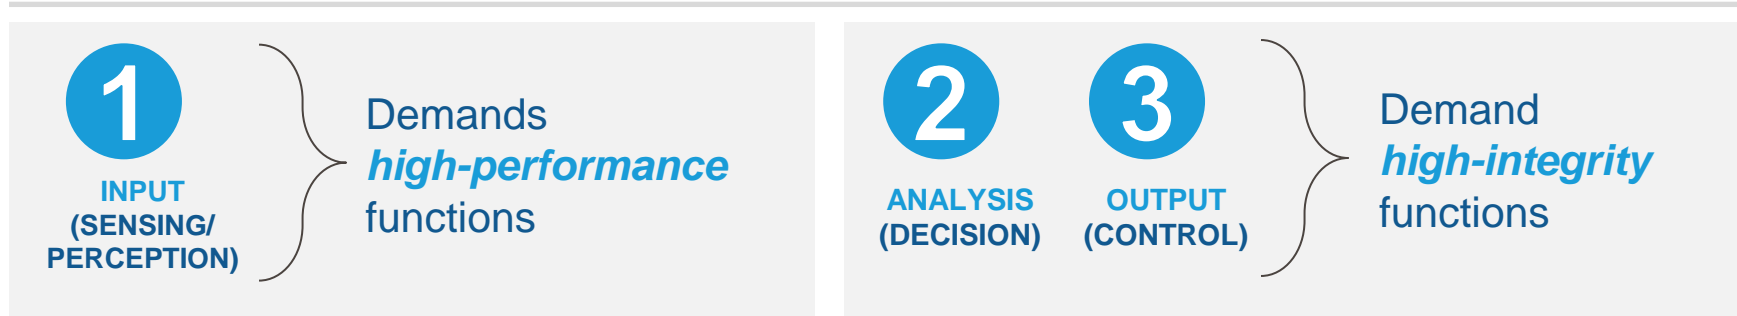 1
INPUT
(SENSING/
PERCEPTION)
Demands
high-performance
functions
2
ANALYSIS
(DECISION)
3
OUTPUT
(CONTROL)
Demand
high-integrity
functions